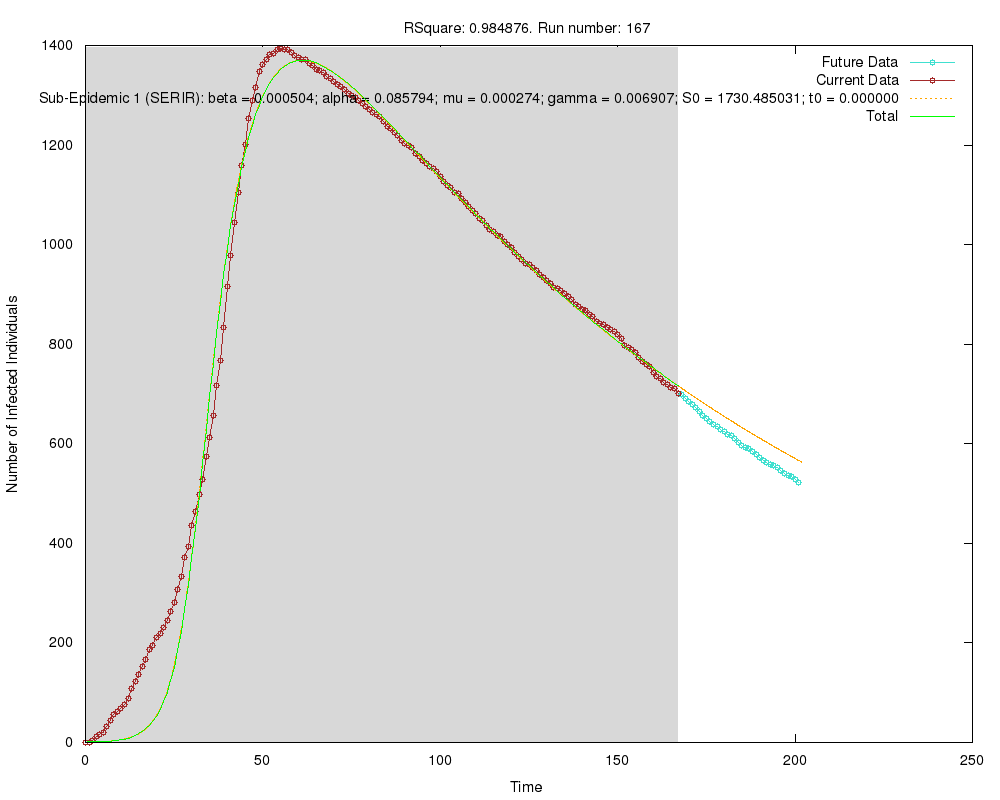 RSquare: 0.984876. Run number: 167
1400
1200
1000
800
600
400
200
0
Number of Infected Individuals
Future Data
Current Data
Sub-Epidemic 1 (SERIR): beta = 0.000504; alpha = 0.085794; mu = 0.000274; gamma = 0.006907; S0 = 1730.485031; t0 = 0.000000
Total
0 50 100 150 200 250
Time